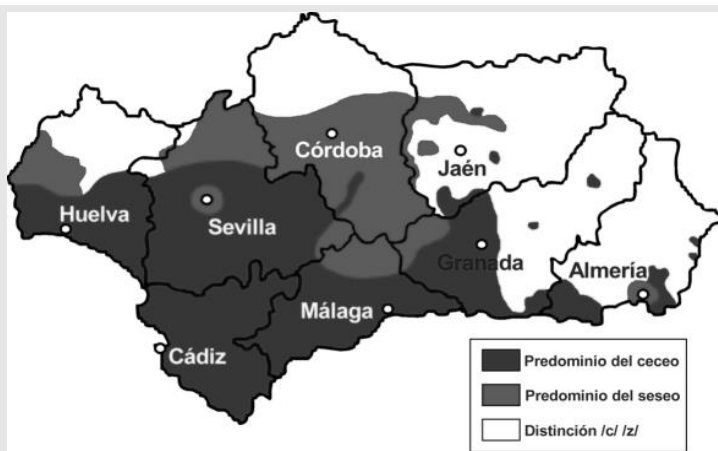 Córdoba
Jaén
Huelva
Sevilla
Granada
Almería
Málaga
Cádiz
Predominio del ceceo
Predominio del seseo
Distinción /c/ /z/